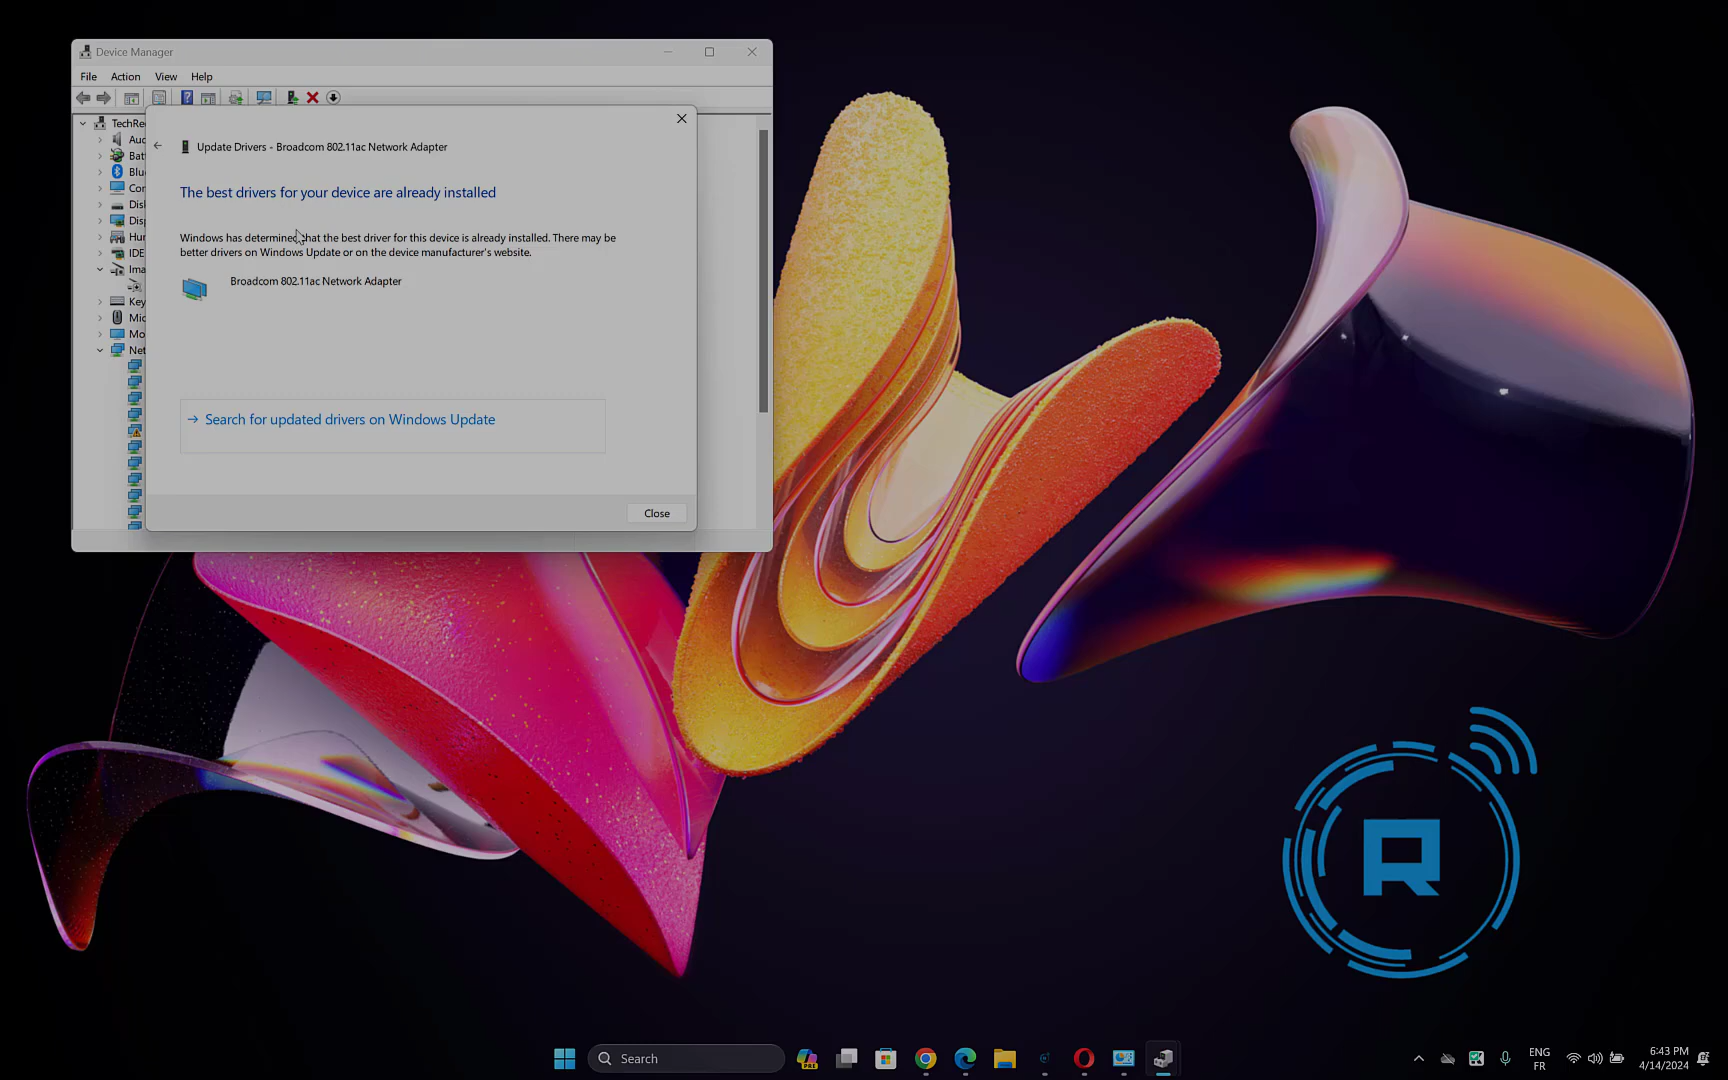 Device Manager
File Action View Help
TechRe
Update Drivers - Broadcom 802.11ac Network Adapter
The best drivers for your device are already installed
Windows has determined that the best driver for this device is already installed. There may be
better drivers on Windows Update or on the device manufacturer's website.
Broadcom 802.11ac Network Adapter
Auc
Bat
Blu
Cor
Disl
Disp
Hur
IDE
Ima
Key
Mic
Mo
Net
→ Search for updated drivers on Windows Update
Close
R
Search
PRE
ENG
FR
6:43 PM
4/14/2024